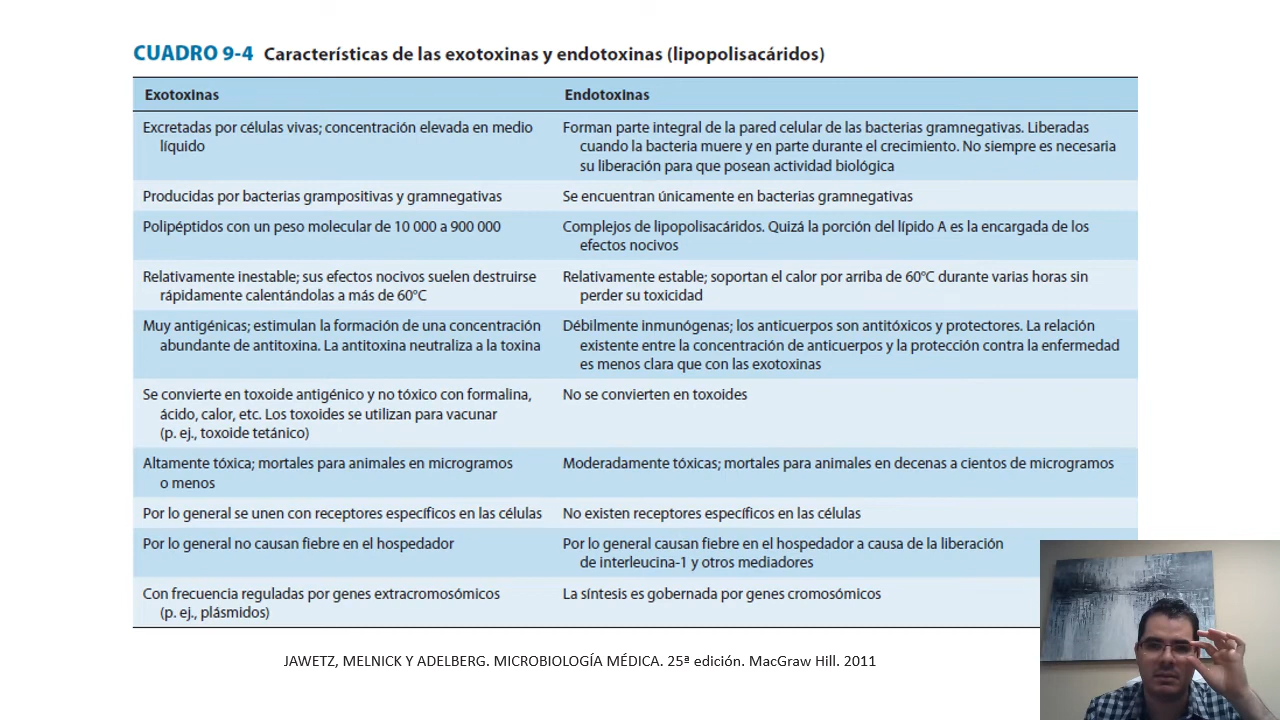 CUADRO 9-4 Características de las exotoxinas y endotoxinas (lipopolisacáridos)
Exotoxinas
Endotoxinas
Excretadas por células vivas; concentración elevada en medio
líquido
Forman parte integral de la pared celular de las bacterias gramnegativas. Liberadas
cuando la bacteria muere y en parte durante el crecimiento. No siempre es necesaria
su liberación para que posean actividad biológica
Producidas por bacterias grampositivas y gramnegativas
Se encuentran únicamente en bacterias gramnegativas
Polipéptidos con un peso molecular de 10 000 a 900 000
Complejos de lipopolisacáridos. Quizá la porción del lípido A es la encargada de los
efectos nocivos
Relativamente inestable; sus efectos nocivos suelen destruirse
rápidamente calentándolas a más de 60°C
Relativamente estable; soportan el calor por arriba de 60°C durante varias horas sin
perder su toxicidad
Muy antigénicas; estimulan la formación de una concentración
abundante de antitoxina. La antitoxina neutraliza a la toxina
Débilmente inmunógenas; los anticuerpos son antitóxicos y protectores. La relación
existente entre la concentración de anticuerpos y la protección contra la enfermedad
es menos clara que con las exotoxinas
Se convierte en toxoide antigénico y no tóxico con formalina,
ácido, calor, etc. Los toxoides se utilizan para vacunar
(p. ej., toxoide tetánico)
No se convierten en toxoides
Altamente tóxica; mortales para animales en microgramos
o menos
Moderadamente tóxicas; mortales para animales en decenas a cientos de microgramos
Por lo general se unen con receptores específicos en las células
No existen receptores específicos en las células
Por lo general no causan fiebre en el hospedador
Por lo general causan fiebre en el hospedador a causa de la liberación
de interleucina-1 y otros mediadores
Con frecuencia reguladas por genes extracromosómicos
(p. ej., plásmidos)
La síntesis es gobernada por genes cromosómicos
JAWETZ, MELNICK Y ADELBERG. MICROBIOLOGÍA MÉDICA. 25ª edición. MacGraw Hill. 2011